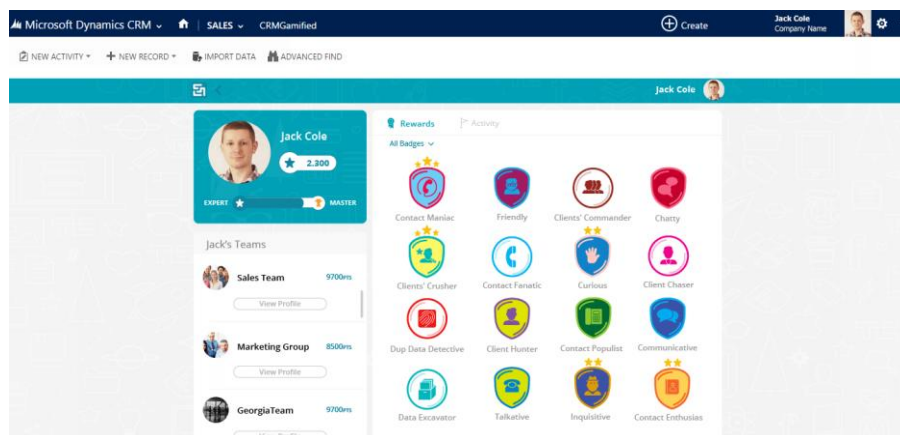 Microsoft Dynamics CRM SALES CRMGamified Create Jack Cole
Company Name
NEW ACTIVITY NEW RECORD IMPORT DATA ADVANCED FIND
Jack Cole
Jack Cole
2.300
EXPERT MASTER
Jack's Teams
Sales Team 9700
View Profile
Marketing Group 8500
View Profile
GeorgiaTeam 9700
Rewards Activity
All Badges
Contact Maniac Friendly Clients' Commander Chatty
Clients' Crusher Contact Fanatic Curious Client Chaser
Dup Data Detective Client Hunter Contact Populist Communicative
Data Excavator Talkative Inquisitive Contact Enthusias